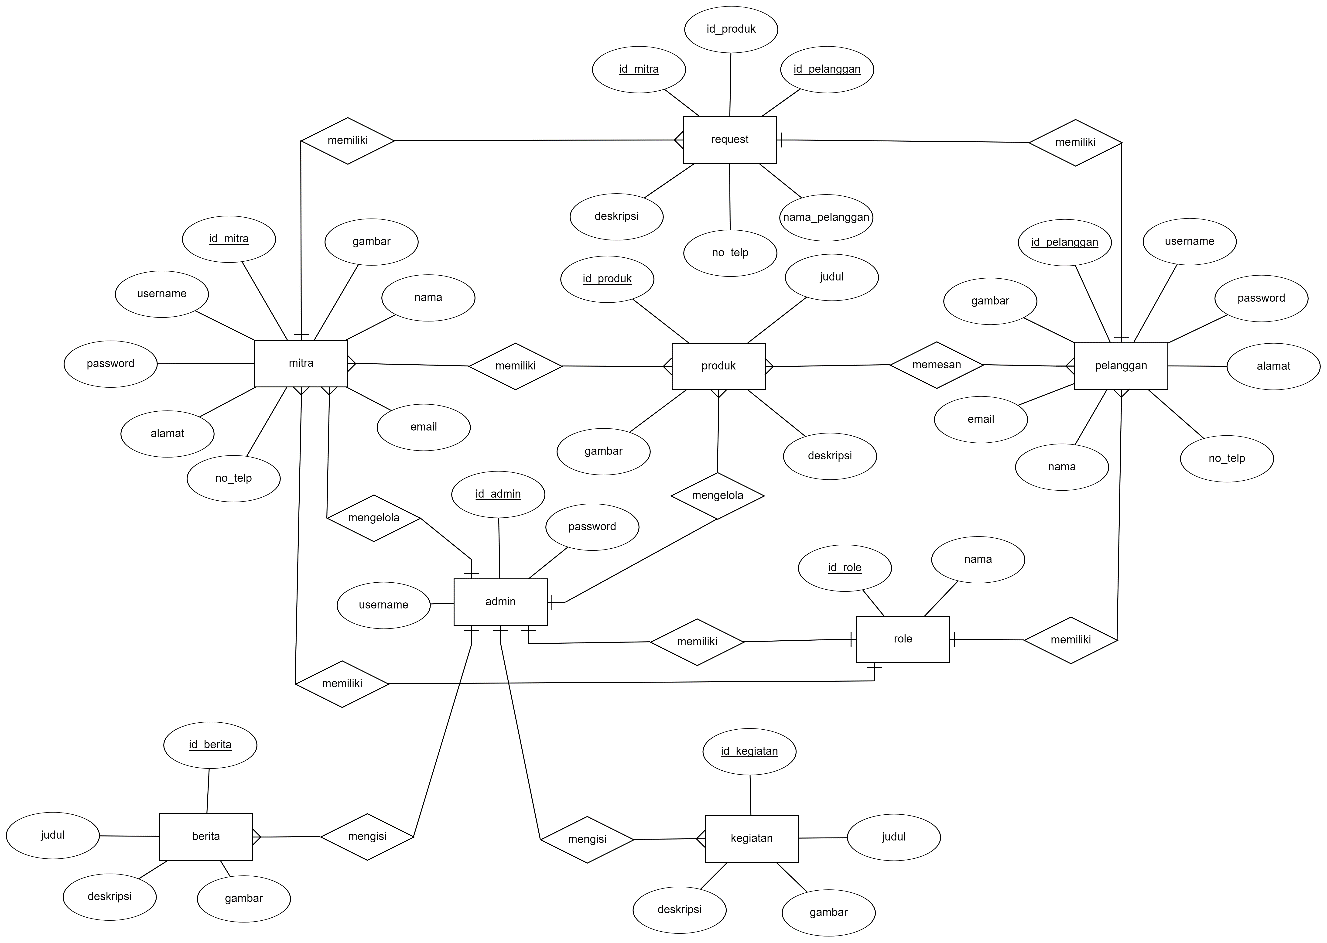 id_produk
id_mitra
id_pelanggan
memiliki
request
memiliki
deskripsi
nama_pelanggan
no_telp
id_mitra
gambar
id_pelanggan
username
username
nama
id_produk
judul
gambar
password
password
mitra
memiliki
produk
memesan
pelanggan
alamat
alamat
email
email
no_telp
gambar
deskripsi
nama
no_telp
mengelola
id_admin
mengelola
password
username
admin
id_role
nama
memiliki
role
memiliki
memiliki
id_berita
id_kegiatan
judul
berita
mengisi
mengisi
kegiatan
judul
deskripsi
gambar
deskripsi
gambar